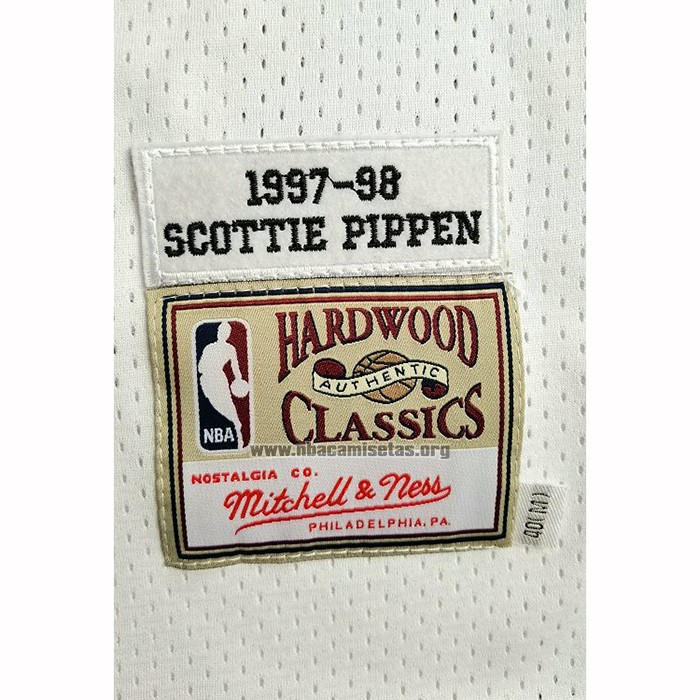 1997-98
SCOTTIE PIPPEN
HARDWOOD
AUTHENTIC
CLASSICS
NBA
www.nbacamisetas.org
NOSTALGIA CO.
Mitchell & Ness
PHILADELPHIA, PA.
40(M)